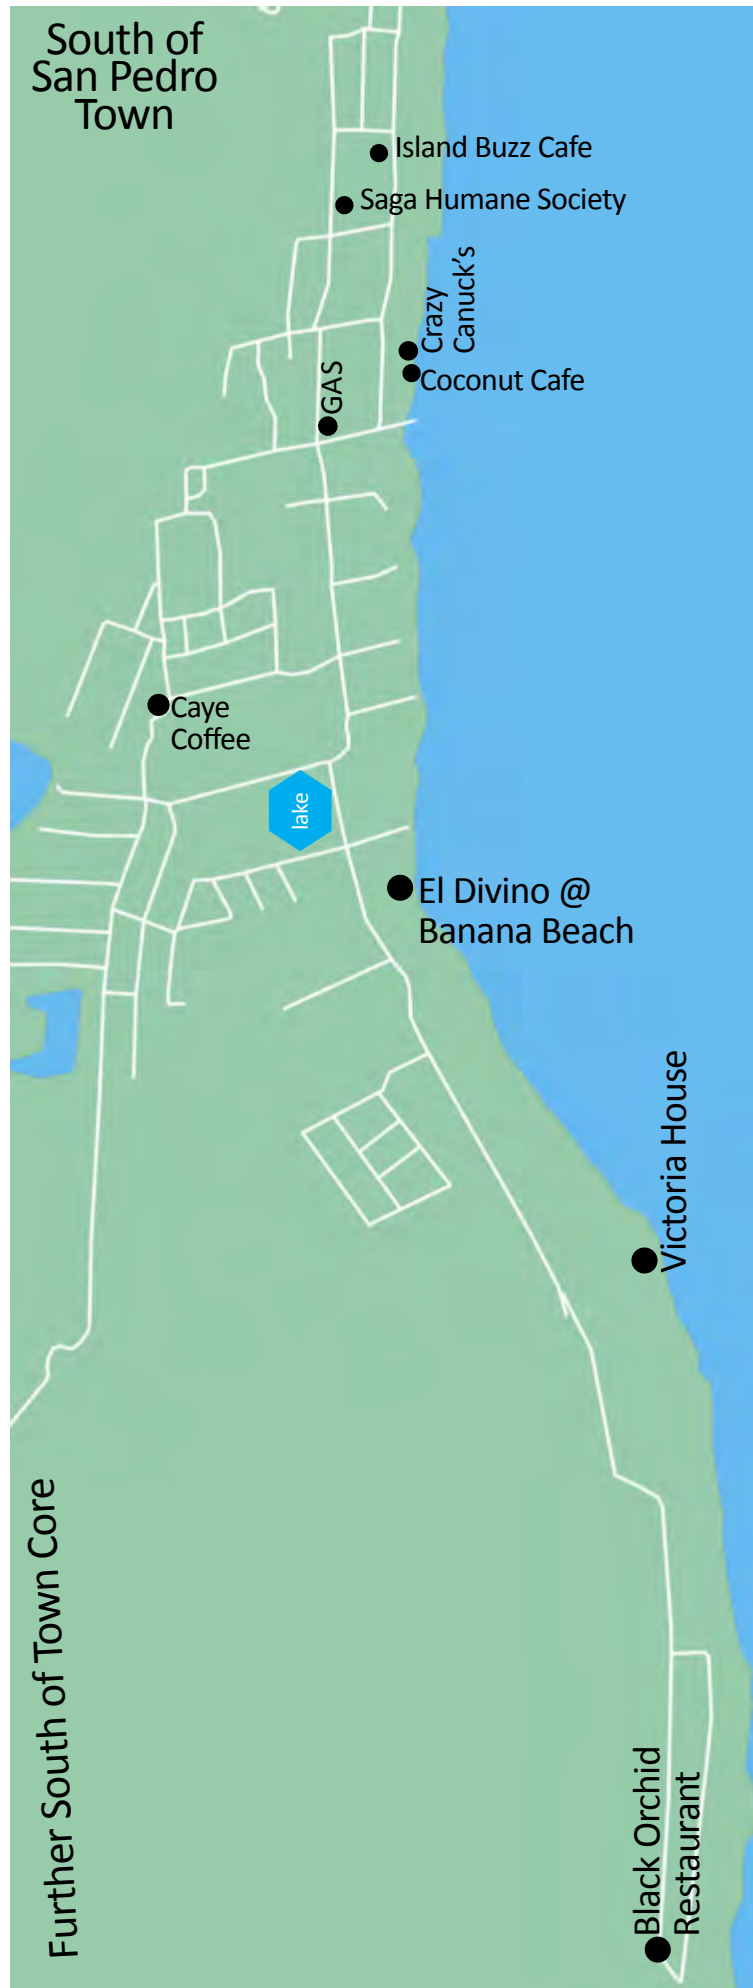 South of
San Pedro
Town
Island Buzz Cafe
Saga Humane Society
Crazy
Canuck's
Coconut Cafe
GAS
Caye
Coffee
lake
El Divino @
Banana Beach
Victoria House
Further South of Town Core
Black Orchid
Restaurant